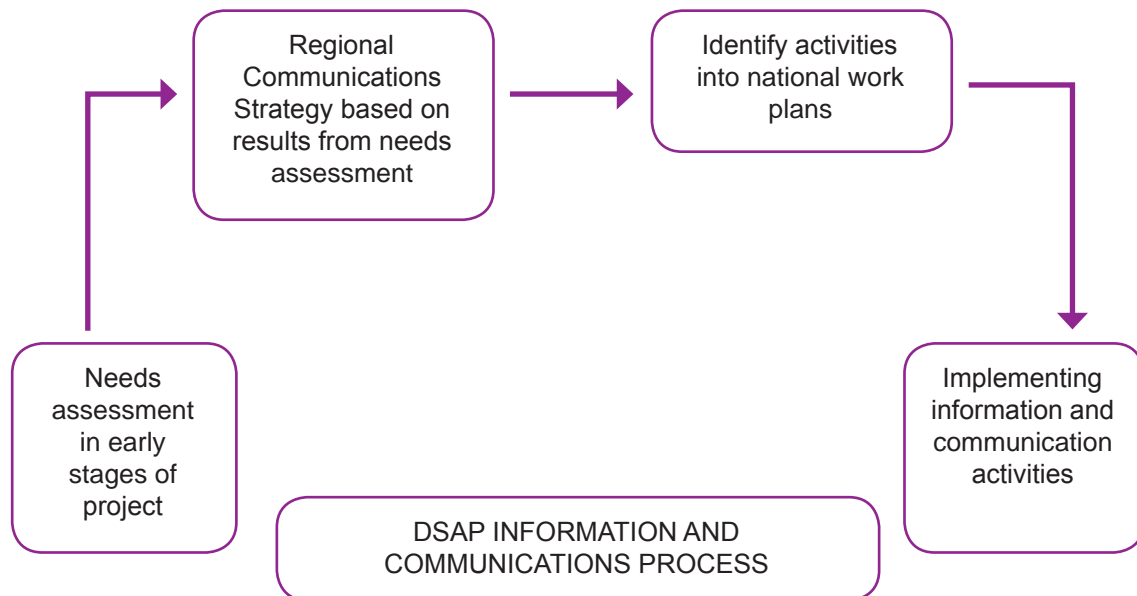 Regional
Communications
Strategy based on
results from needs
assessment
Identify activities
into national work
plans
Needs
assessment
in early
stages of
project
Implementing
information and
communication
activities
DSAP INFORMATION AND
COMMUNICATIONS PROCESS